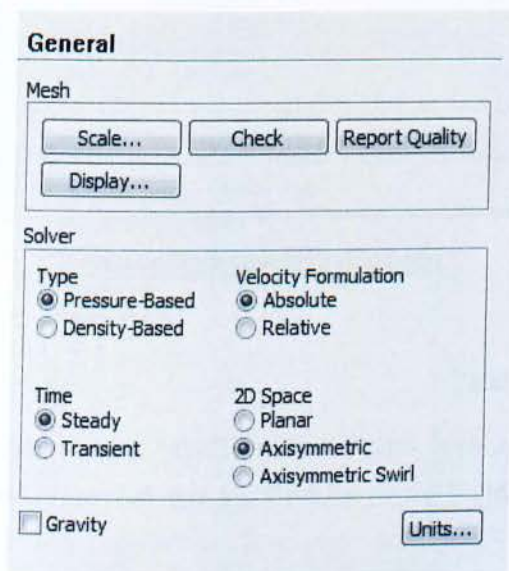 General
Mesh
Scale... Check Report Quality
Display...
Solver
Type Velocity Formulation
Pressure-Based Absolute
Density-Based Relative
Time 2D Space
Steady Planar
Transient Axisymmetric
Axisymmetric Swirl
Gravity Units...